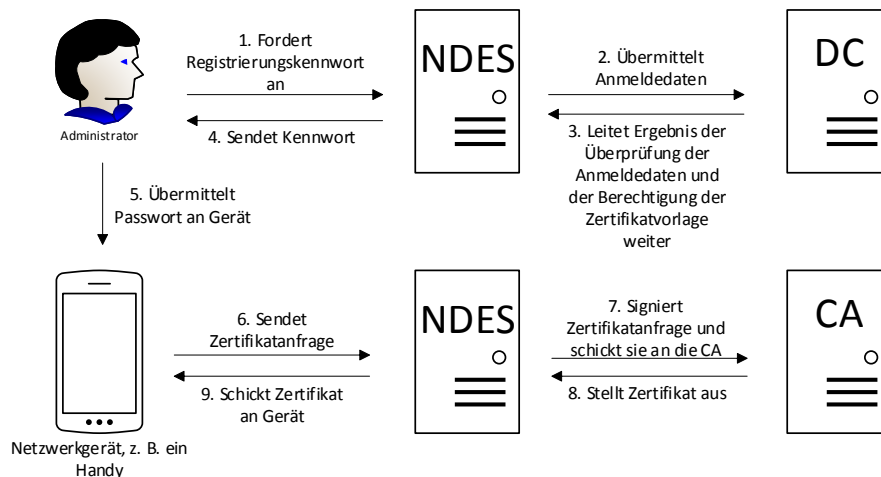 1. Fordert
Registrierungskennwort
an
4. Sendet Kennwort
NDES
2. Übermittelt
Anmeldedaten
3. Leitet Ergebnis der
Überprüfung der
Anmeldedaten und
der Berechtigung der
Zertifikatvorlage
weiter
DC
Administrator
5. Übermittelt
Passwort an Gerät
6. Sendet
Zertifikatanfrage
9. Schickt Zertifikat
an Gerät
NDES
7. Signiert
Zertifikatanfrage und
schickt sie an die CA
8. Stellt Zertifikat aus
CA
Netzwerkgerät, z. B. ein
Handy